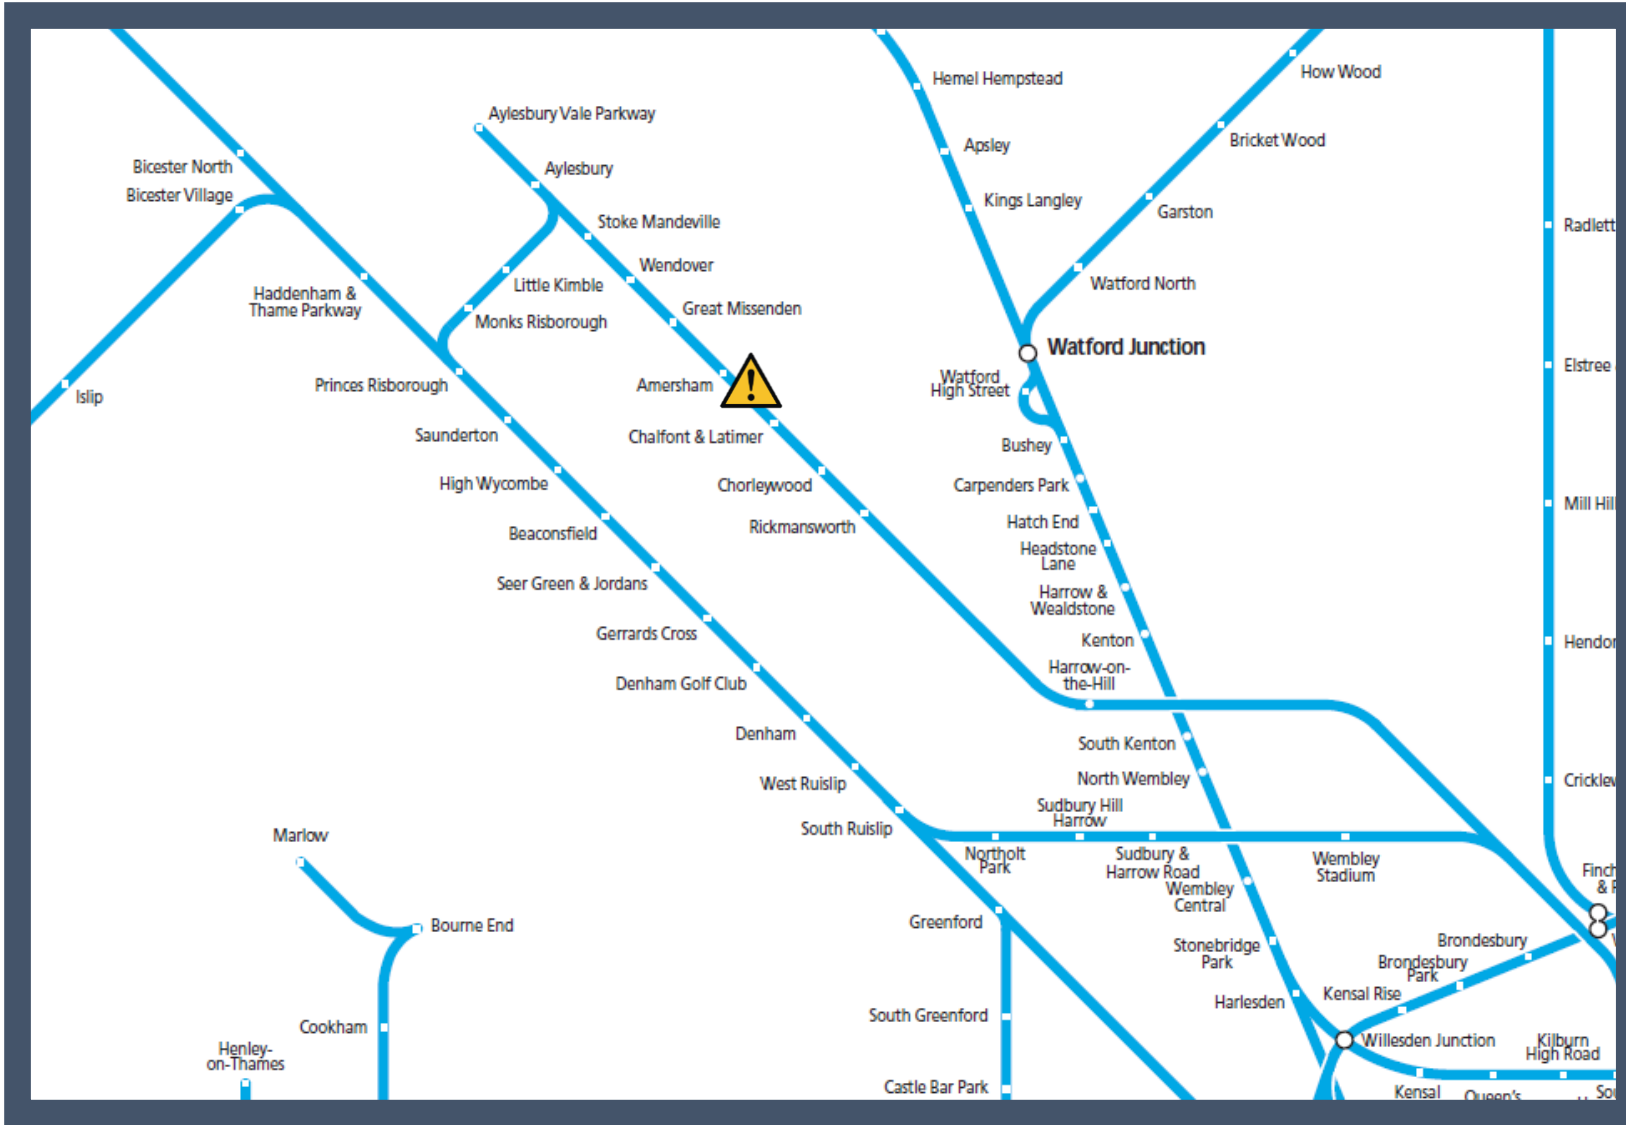 Hemel Hempstead
How Wood
Aylesbury Vale Parkway
Bricket Wood
Apsley
Bicester North
Aylesbury
Bicester Village
Kings Langley
Garston
Stoke Mandeville
Radlett
Wendover
Little Kimble
Watford North
Haddenham &
Thame Parkway
Great Missenden
Monks Risborough
Watford Junction
Elstree
Princes Risborough
Amersham
Watford
High Street
Islip
Saunterton
Chalfont & Latimer
Bushey
High Wycombe
Chorleywood
Carpenders Park
Mill Hill
Rickmansworth
Hatch End
Beaconsfield
Headstone
Lane
Seer Green & Jordans
Harrow &
Wealdstone
Gerrards Cross
Kenton
Hendon
Harrow-on-
the-Hill
Denham Golf Club
Denham
South Kenton
West Ruislip
North Wembley
Cricklew
Sudbury Hill
Harrow
South Ruislip
Marlow
Northolt
Park
Sudbury &
Harrow Road
Wembley
Stadium
Finch
& F
Wembley
Central
Greenford
Bourne End
Stonebridge
Park
Brondesbury
Brondesbury
Park
Kensal Rise
Harlesden
South Greenford
Cookham
Willesden Junction
Kilburn
High Road
Henley-
on-Thames
Castle Bar Park
Kensal
Queen's
Sou